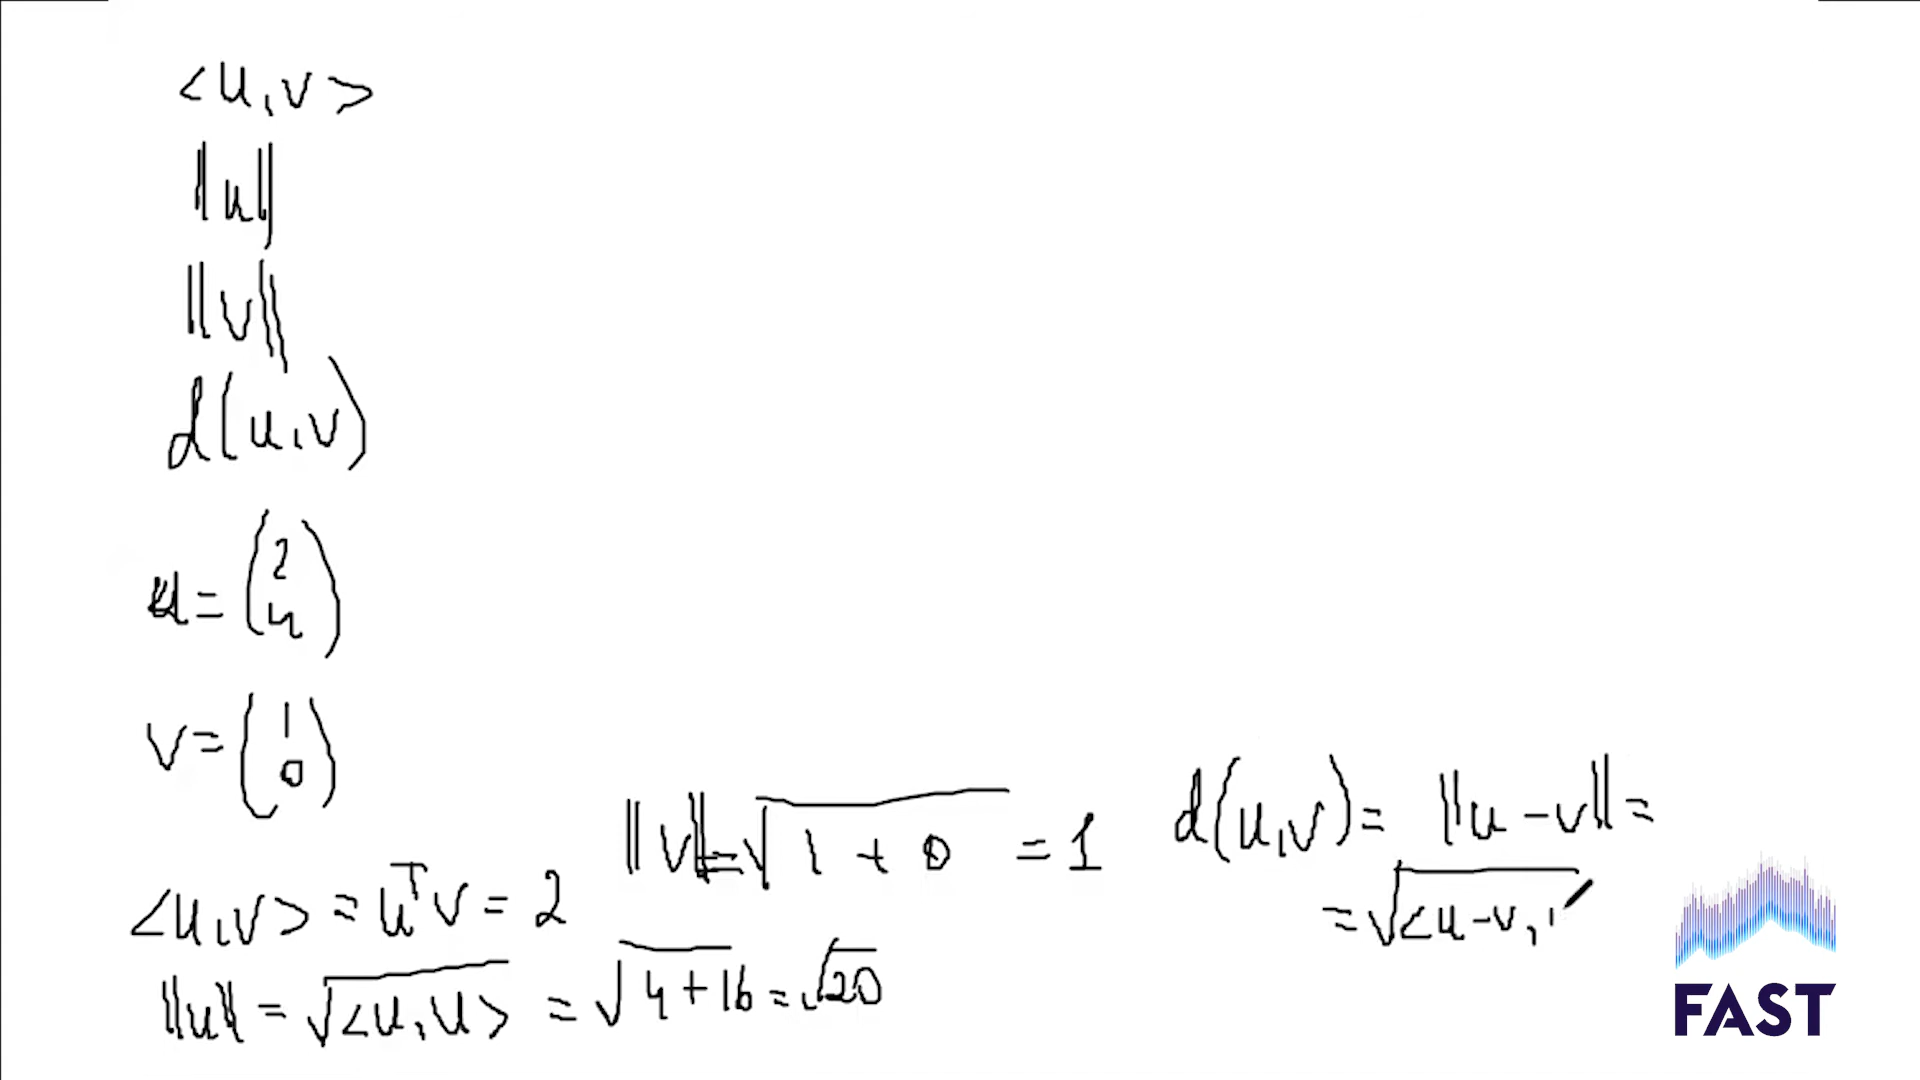 <u,v>
||u||
||v||
d(u,v)
u = (2 4)
v = (1 0)
||v|| = √(1 + 0) = 1
d(u,v) = ||u - v|| =
<u,v> = uᵀv = 2
= √<u-v,
||u|| = √<u,u> = √(4+16) = √20
FAST